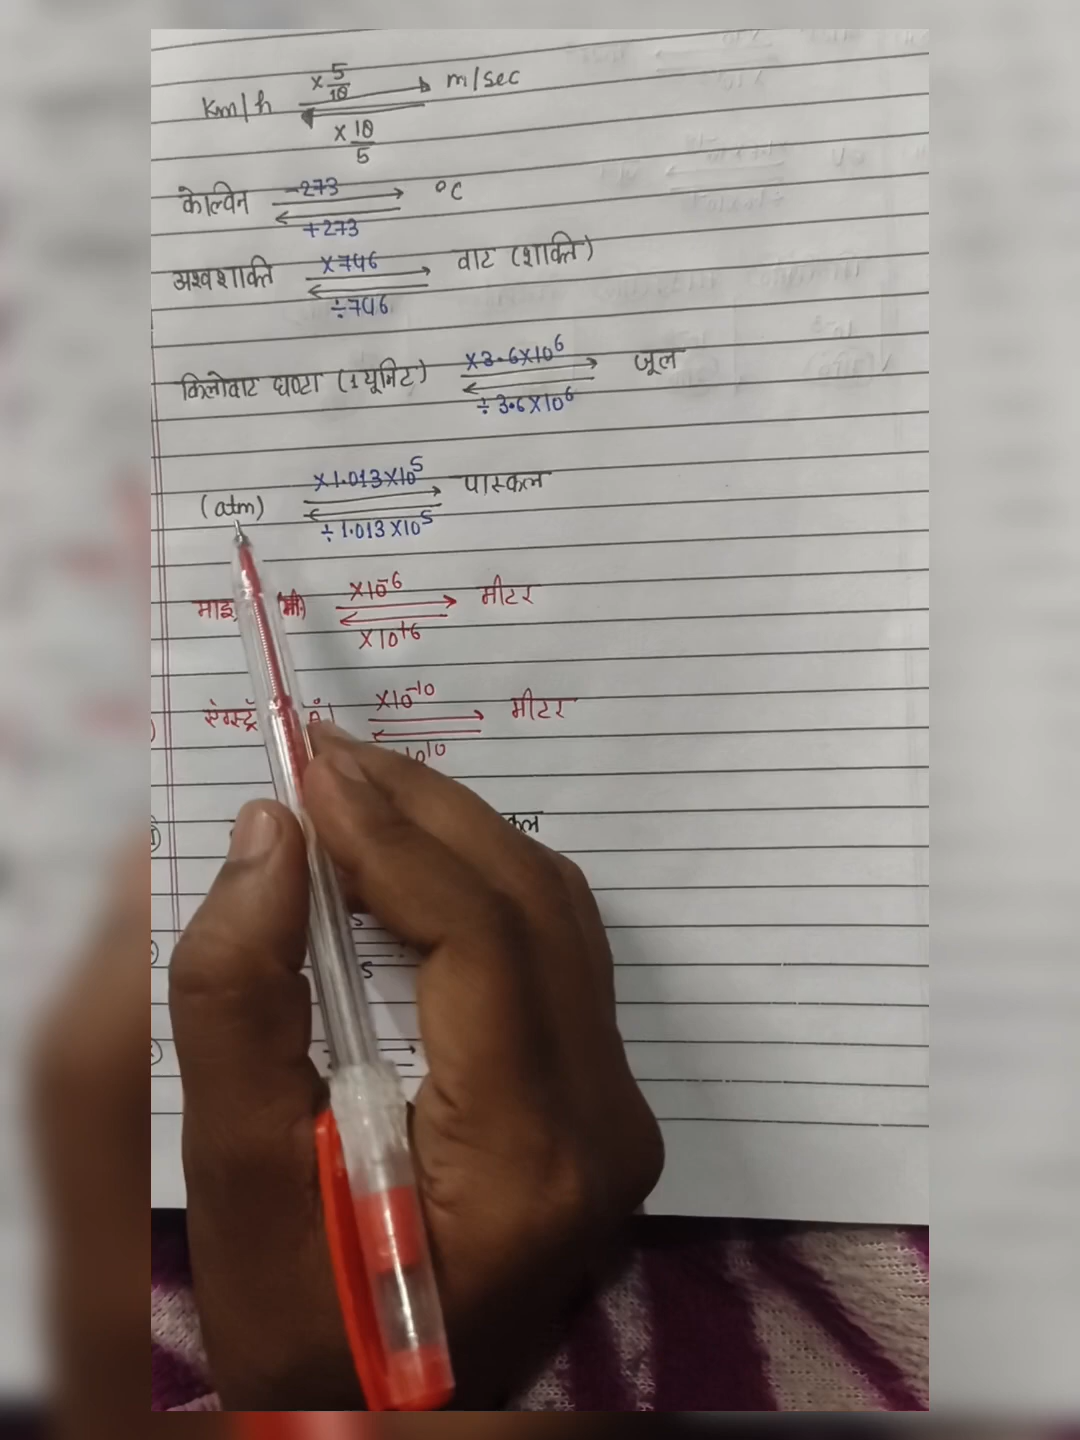 km/h ×5/18 m/sec
×18/5
केल्विन -273 °C
+273
अश्वशक्ति ×746 वाट (शक्ति)
÷746
किलोवाट घण्टा (1यूनिट) ×3.6×10⁶ जूल
÷3.6×10⁶
(atm) ×1.013×10⁵ पास्कल
÷1.013×10⁵
×10⁻⁶ मीटर
×10⁺⁶
×10⁻¹⁰ मीटर